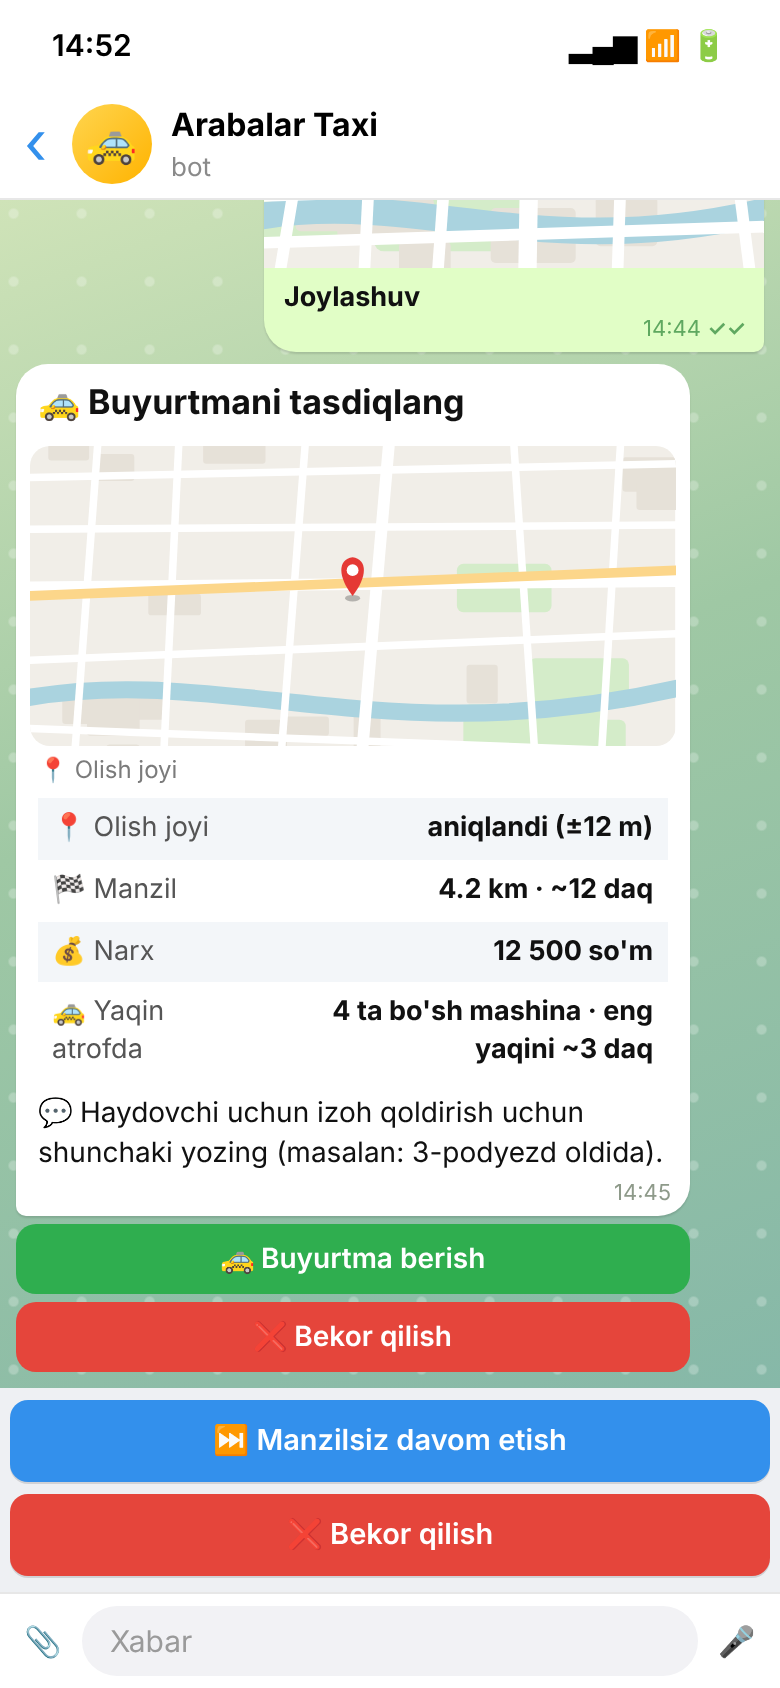 14:52
Arabalar Taxi
bot
Joylashuv
14:44
Buyurtmani tasdiqlang
Olish joyi
Olish joyi aniqlandi (±12 m)
Manzil 4.2 km · ~12 daq
Narx 12 500 so'm
Yaqin atrofda 4 ta bo'sh mashina · eng yaqini ~3 daq
💬 Haydovchi uchun izoh qoldirish uchun
shunchaki yozing (masalan: 3-podyezd oldida).
14:45
Buyurtma berish
Bekor qilish
Manzilsiz davom etish
Bekor qilish
Xabar